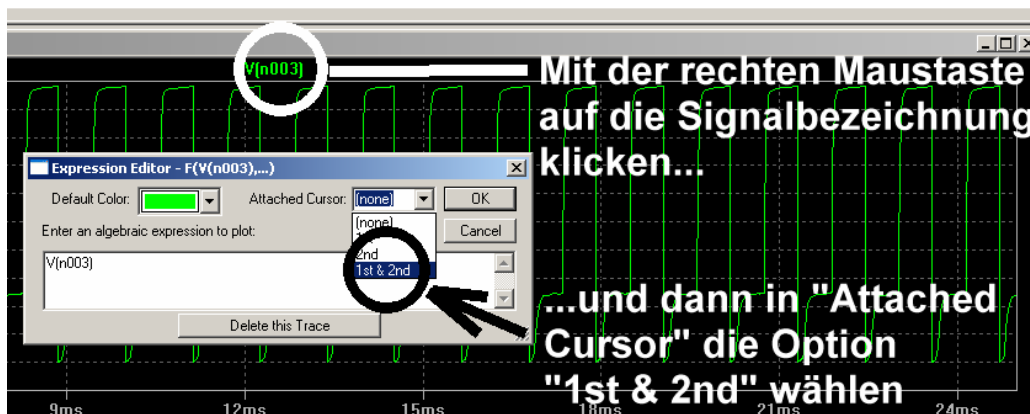 V(n003)
Mit der rechten Maustaste
auf die Signalbezeichnung
klicken...
Expression Editor - F(V(n003),...)
Default Color:
Attached Cursor:
(none)
OK
Enter an algebraic expression to plot:
(none)
Cancel
2nd
1st & 2nd
V(n003)
Delete this Trace
...und dann in "Attached
Cursor" die Option
"1st & 2nd" wählen
9ms
12ms
15ms
18ms
21ms
24ms